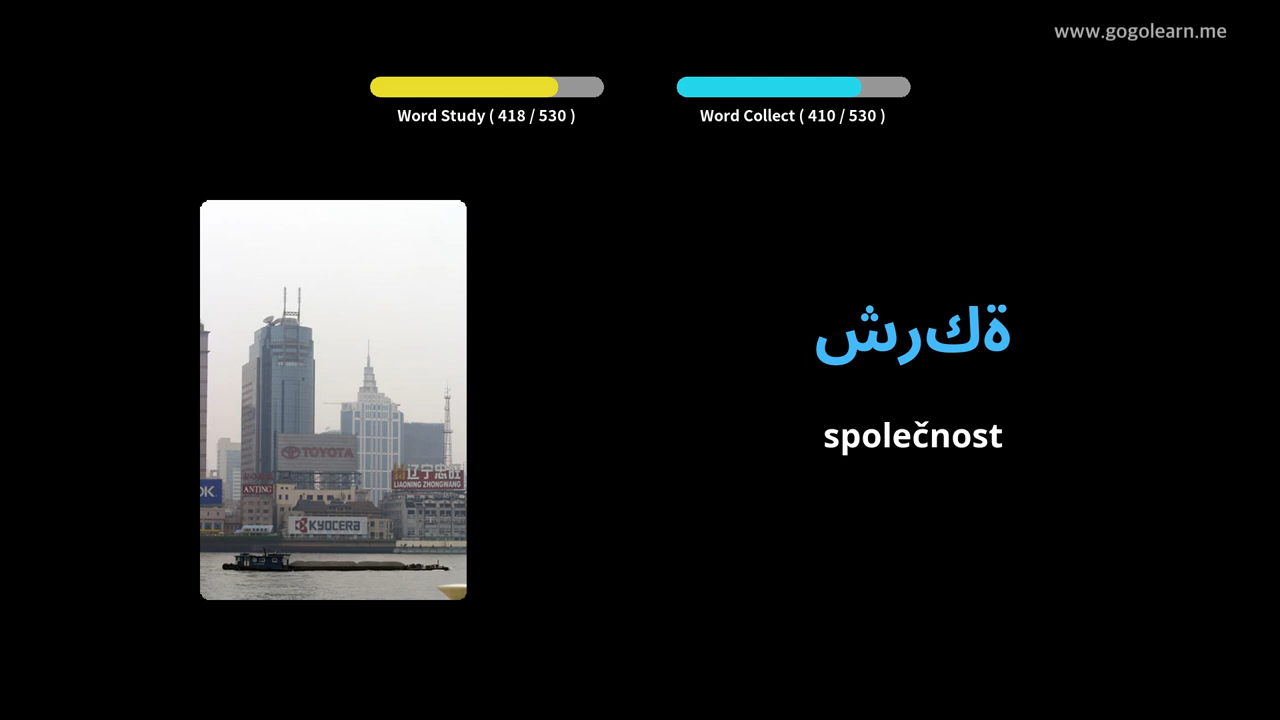 www.gogolearn.me
Word Study ( 418 / 530 )
Word Collect ( 410 / 530 )
شركة
společnost
TOYOTA
辽宁忠旺
LIAONING ZHONGWANG
OK
ANTING
KYOCERA